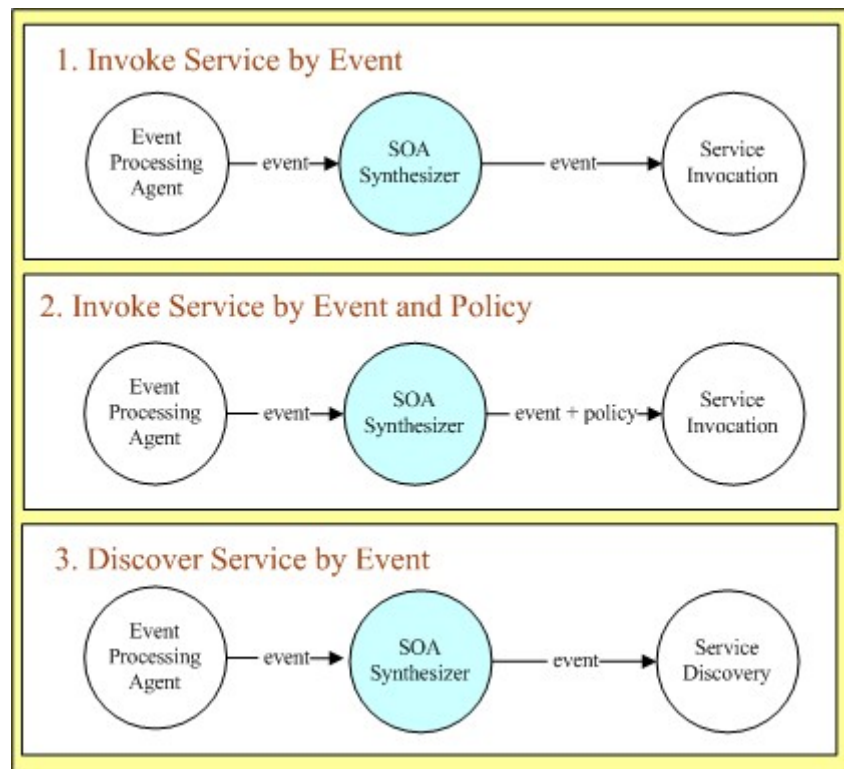 1. Invoke Service by Event
Event
Processing
Agent
event
SOA
Synthesizer
event
Service
Invocation
2. Invoke Service by Event and Policy
Event
Processing
Agent
event
SOA
Synthesizer
event + policy
Service
Invocation
3. Discover Service by Event
Event
Processing
Agent
event
SOA
Synthesizer
event
Service
Discovery